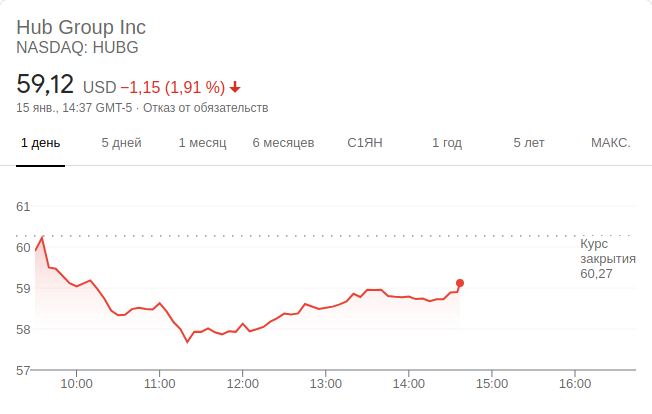 Hub Group Inc
NASDAQ: HUBG
59,12 USD −1,15 (1,91 %)
15 янв., 14:37 GMT-5 · Отказ от обязательств
1 день 5 дней 1 месяц 6 месяцев С1ЯН 1 год 5 лет МАКС.
61
60
59
58
57
Курс
закрытия
60,27
10:00 11:00 12:00 13:00 14:00 15:00 16:00